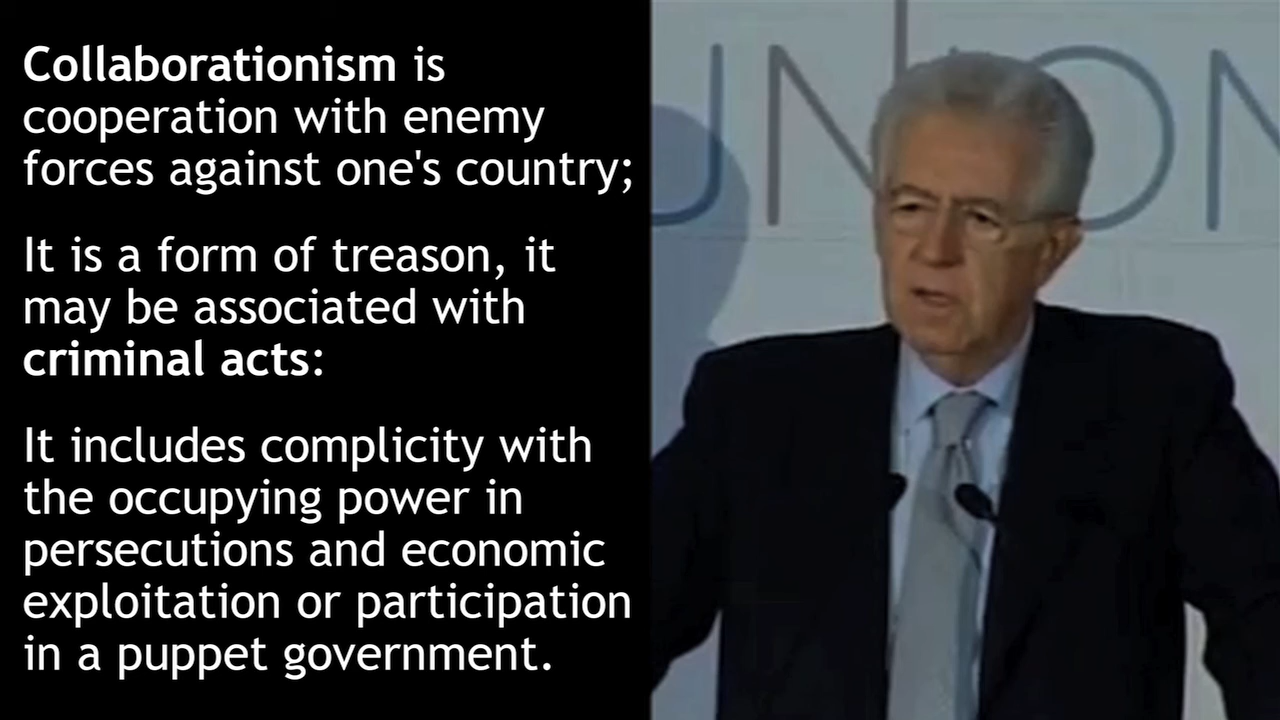 Collaborationism is
cooperation with enemy
forces against one's country;
It is a form of treason, it
may be associated with
criminal acts:
It includes complicity with
the occupying power in
persecutions and economic
exploitation or participation
in a puppet government.
UNION